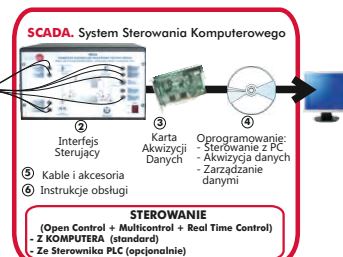 SCADA. System Sterowania Komputerowego
② Interfejs Sterujący
③ Karta Akwizycji Danych
④ Oprogramowanie:
- Sterowanie z PC
- Akwizycja danych
- Zarządzanie danymi
⑤ Kable i akcesoria
⑥ Instrukcje obsługi
STEROWANIE
(Open Control + Multicontrol + Real Time Control)
- Z KOMPUTERA (standard)
- Ze Sterownika PLC (opcjonalnie)